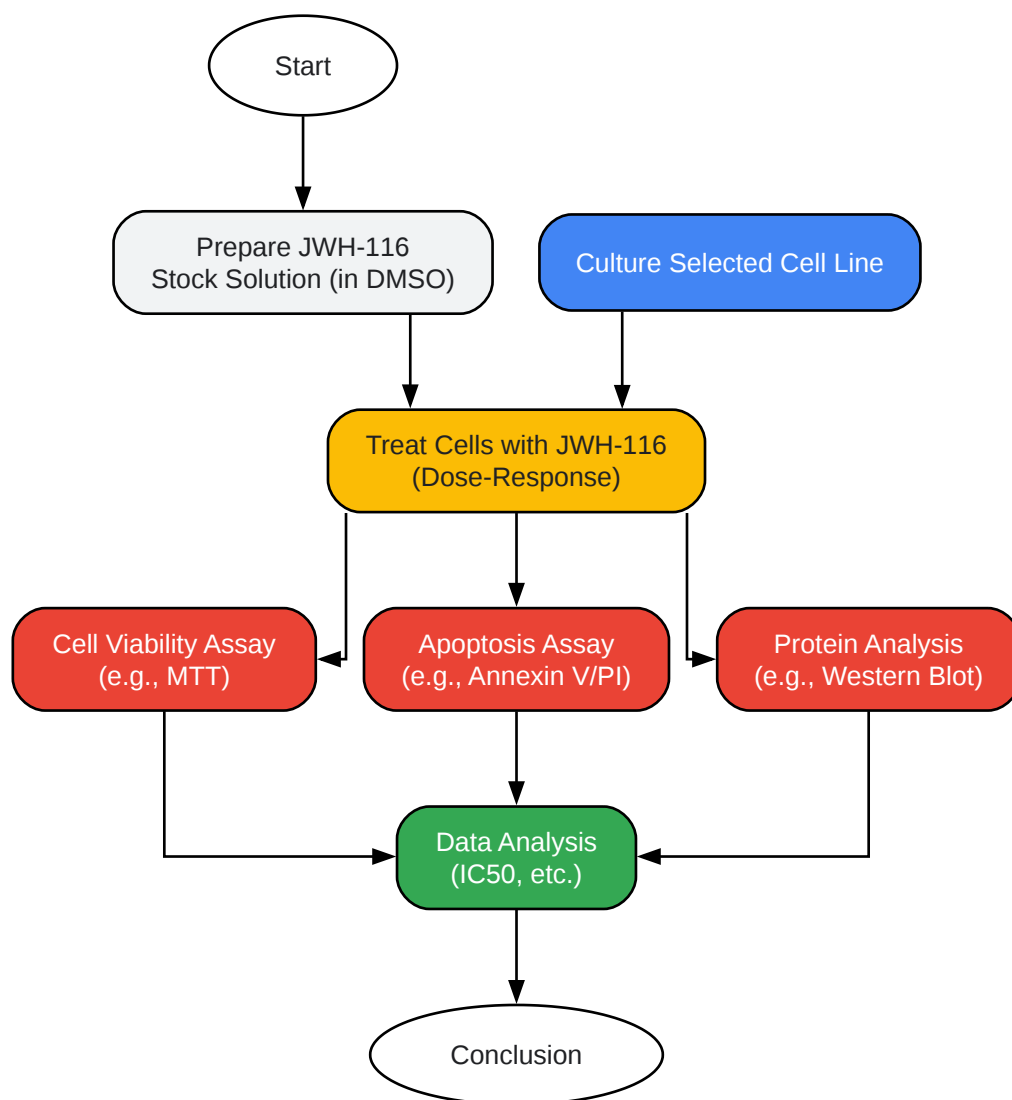 Start
Prepare JWH-116
Stock Solution (in DMSO)
Culture Selected Cell Line
Treat Cells with JWH-116
(Dose-Response)
Cell Viability Assay
(e.g., MTT)
Apoptosis Assay
(e.g., Annexin V/PI)
Protein Analysis
(e.g., Western Blot)
Data Analysis
(IC50, etc.)
Conclusion